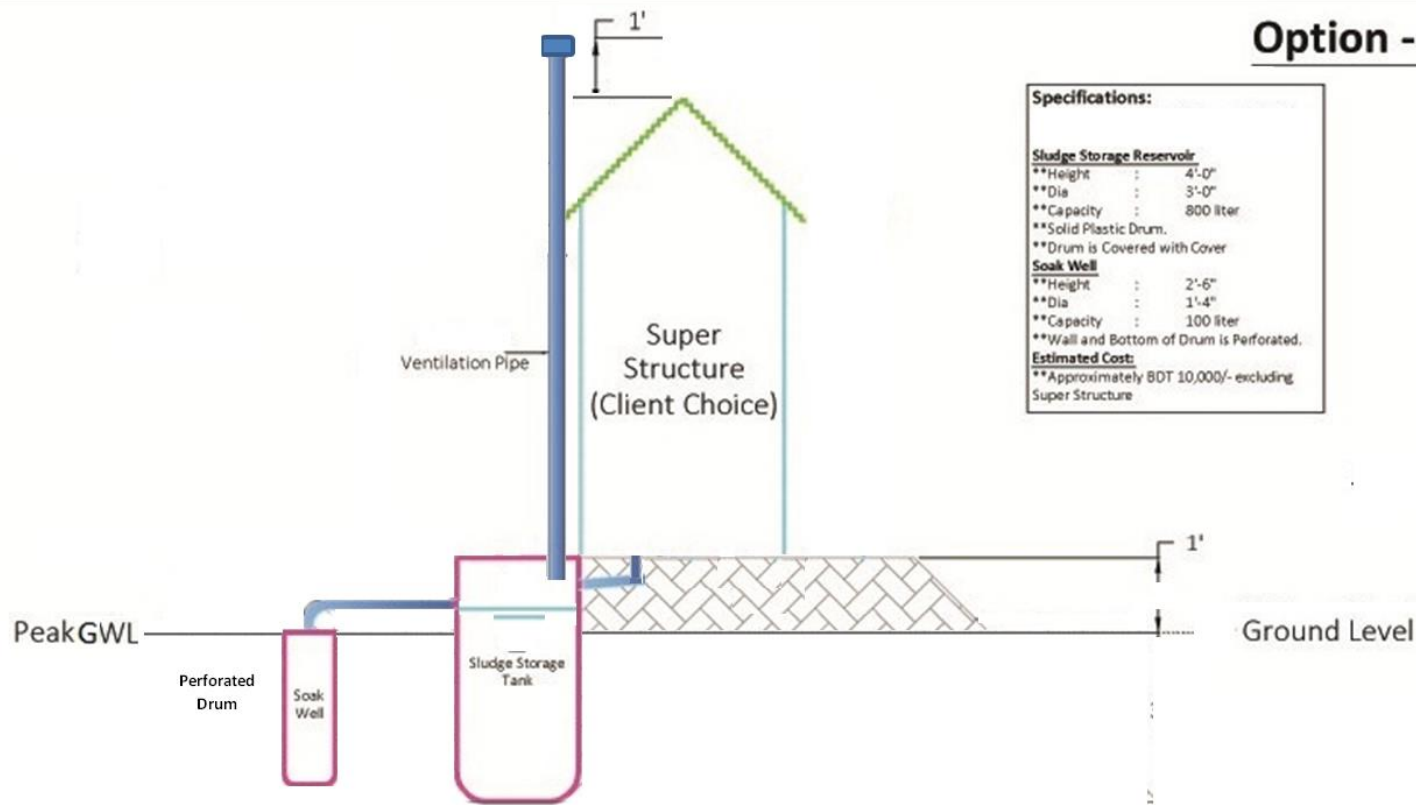 1'
Option -
Specifications:
Sludge Storage Reservoir
**Height : 4'-0"
**Dia : 3'-0"
**Capacity : 800 liter
**Solid Plastic Drum.
**Drum is Covered with Cover
Soak Well
**Height : 2'-6"
**Dia : 1'-4"
**Capacity : 100 liter
**Wall and Bottom of Drum is Perforated.
Estimated Cost:
**Approximately BDT 10,000/- excluding
Super Structure
Ventilation Pipe
Super
Structure
(Client Choice)
1'
Peak GWL
Ground Level
Perforated
Drum
Soak
Well
Sludge Storage
Tank